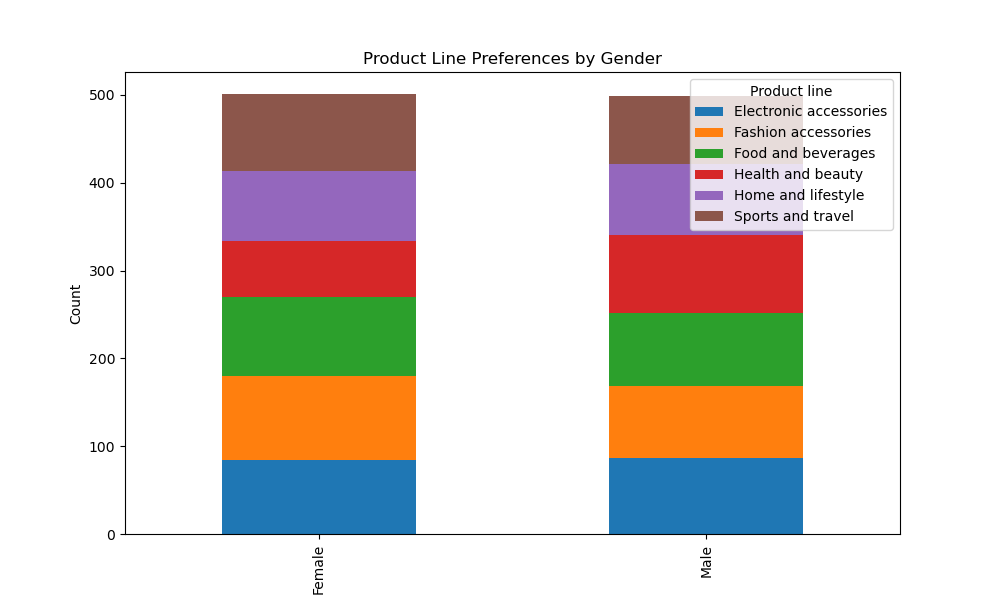 Product Line Preferences by Gender
Count
500
400
300
200
100
0
Product line
Electronic accessories
Fashion accessories
Food and beverages
Health and beauty
Home and lifestyle
Sports and travel
Female
Male